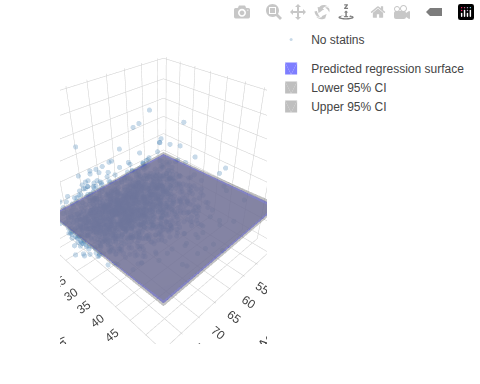 z
No statins
Predicted regression surface
Lower 95% CI
Upper 95% CI
30
35
40
45
55
60
65
70